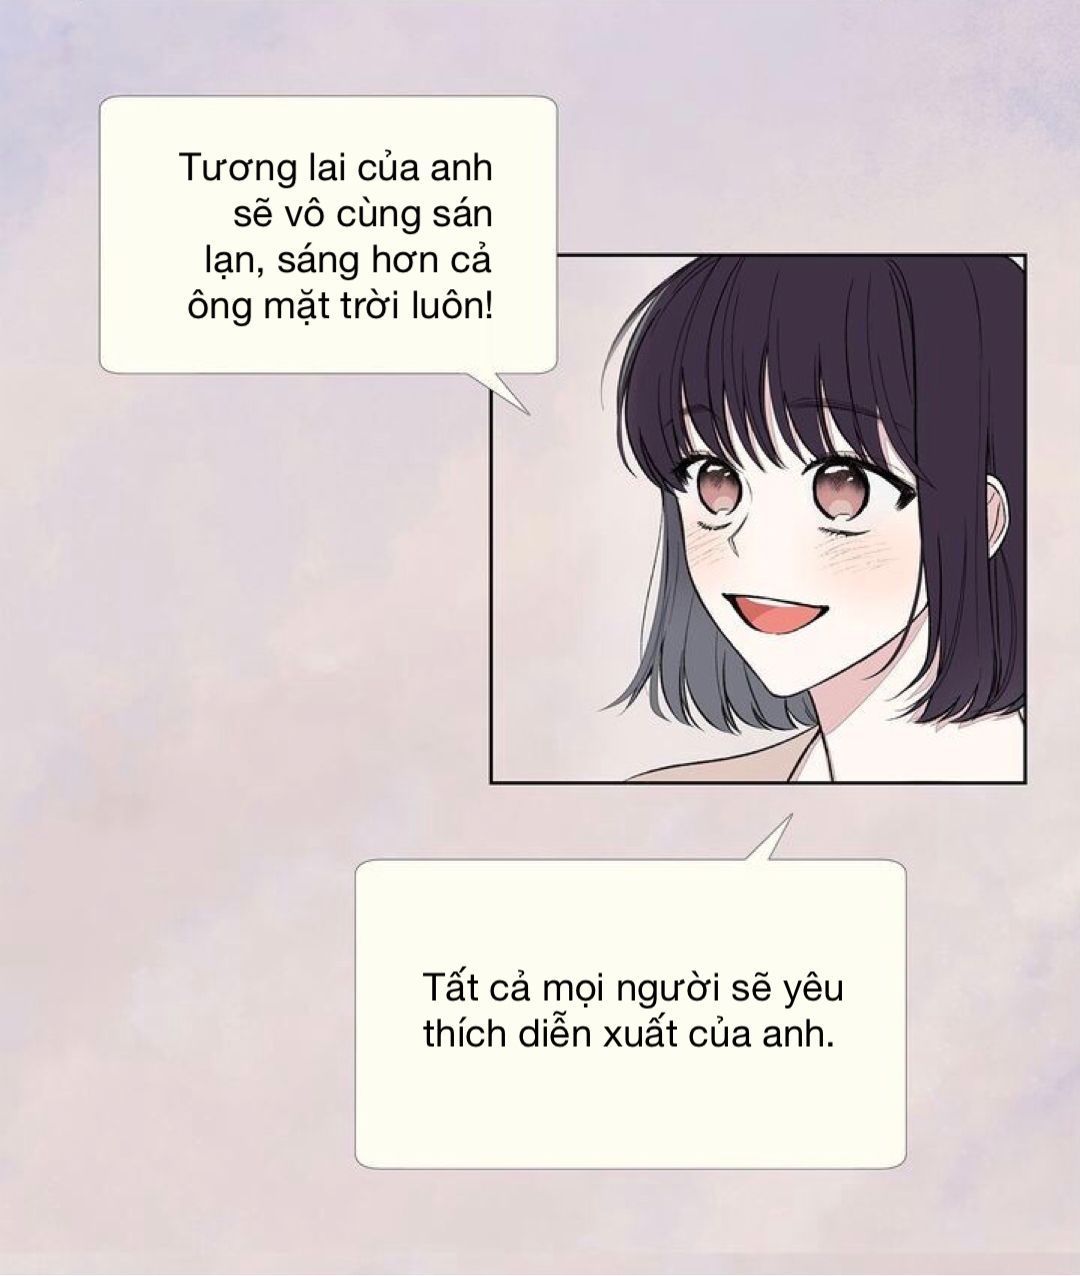 Tương lai của anh
sẽ vô cùng sán
lạn, sáng hơn cả
ông mặt trời luôn!
Tất cả mọi người sẽ yêu
thích diễn xuất của anh.